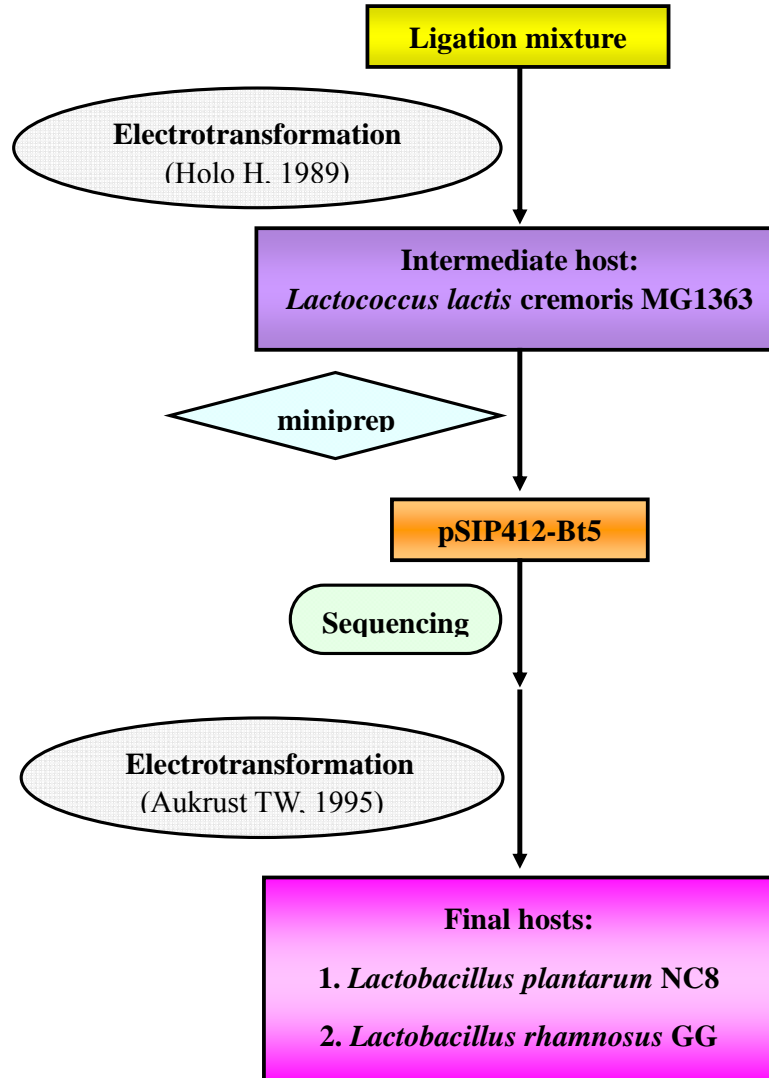 Ligation mixture
Electrotransformation
(Holo H, 1989)
Intermediate host:
Lactococcus lactis cremoris MG1363
miniprep
pSIP412-Bt5
Sequencing
Electrotransformation
(Aukrust TW, 1995)
Final hosts:
1. Lactobacillus plantarum NC8
2. Lactobacillus rhamnosus GG